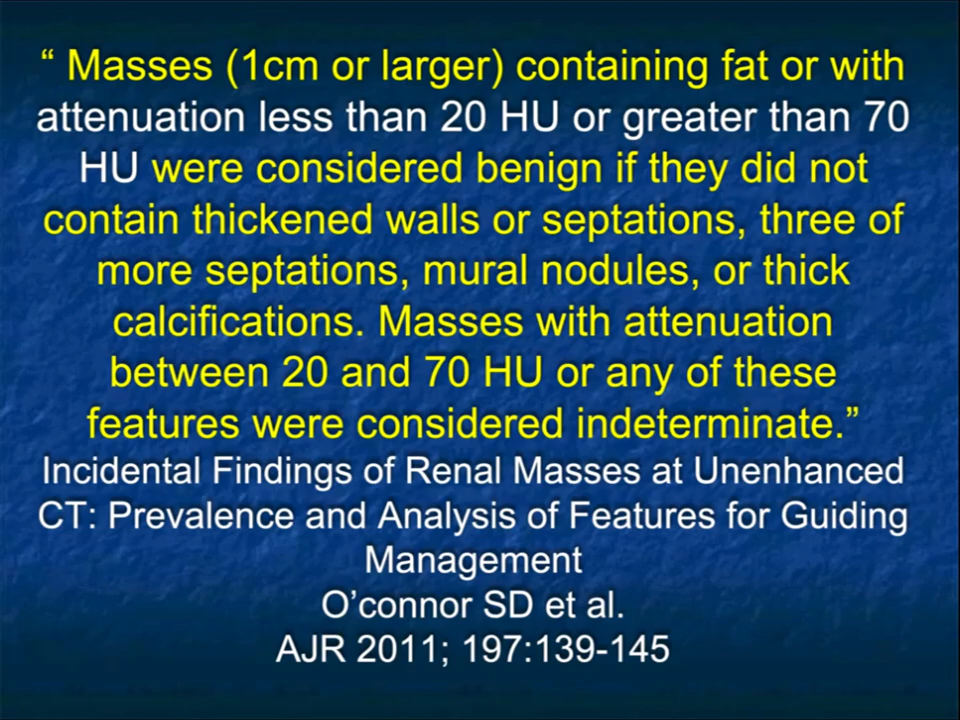 “ Masses (1cm or larger) containing fat or with
attenuation less than 20 HU or greater than 70
HU were considered benign if they did not
contain thickened walls or septations, three of
more septations, mural nodules, or thick
calcifications. Masses with attenuation
between 20 and 70 HU or any of these
features were considered indeterminate.”
Incidental Findings of Renal Masses at Unenhanced
CT: Prevalence and Analysis of Features for Guiding
Management
O’connor SD et al.
AJR 2011; 197:139-145